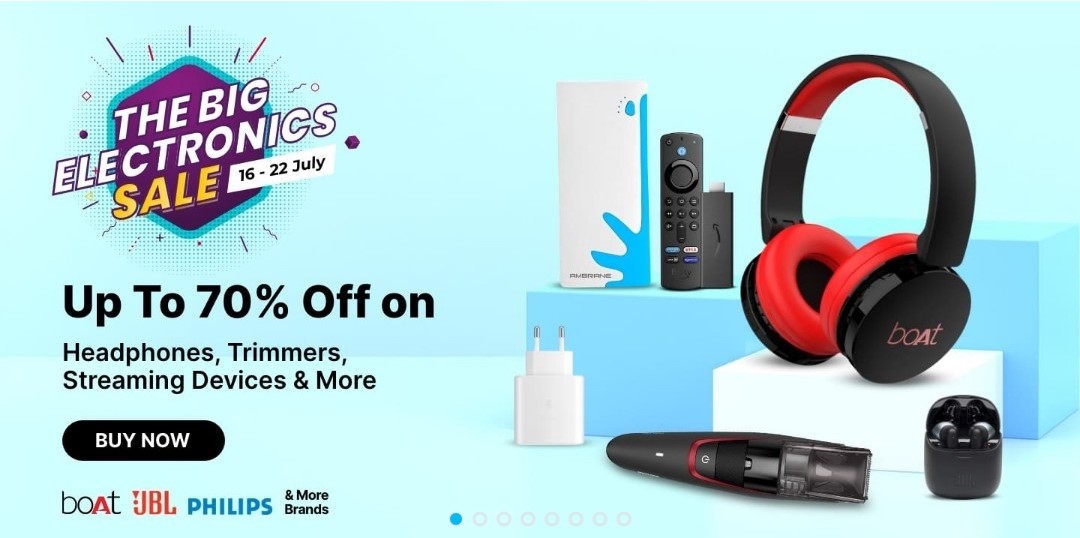 THE BIG
ELECTRONICS
SALE
16 - 22 July
Up To 70% Off on
Headphones, Trimmers,
Streaming Devices & More
BUY NOW
boAt
JBL
PHILIPS
& More
Brands
AMBRANE
boAt
JBL